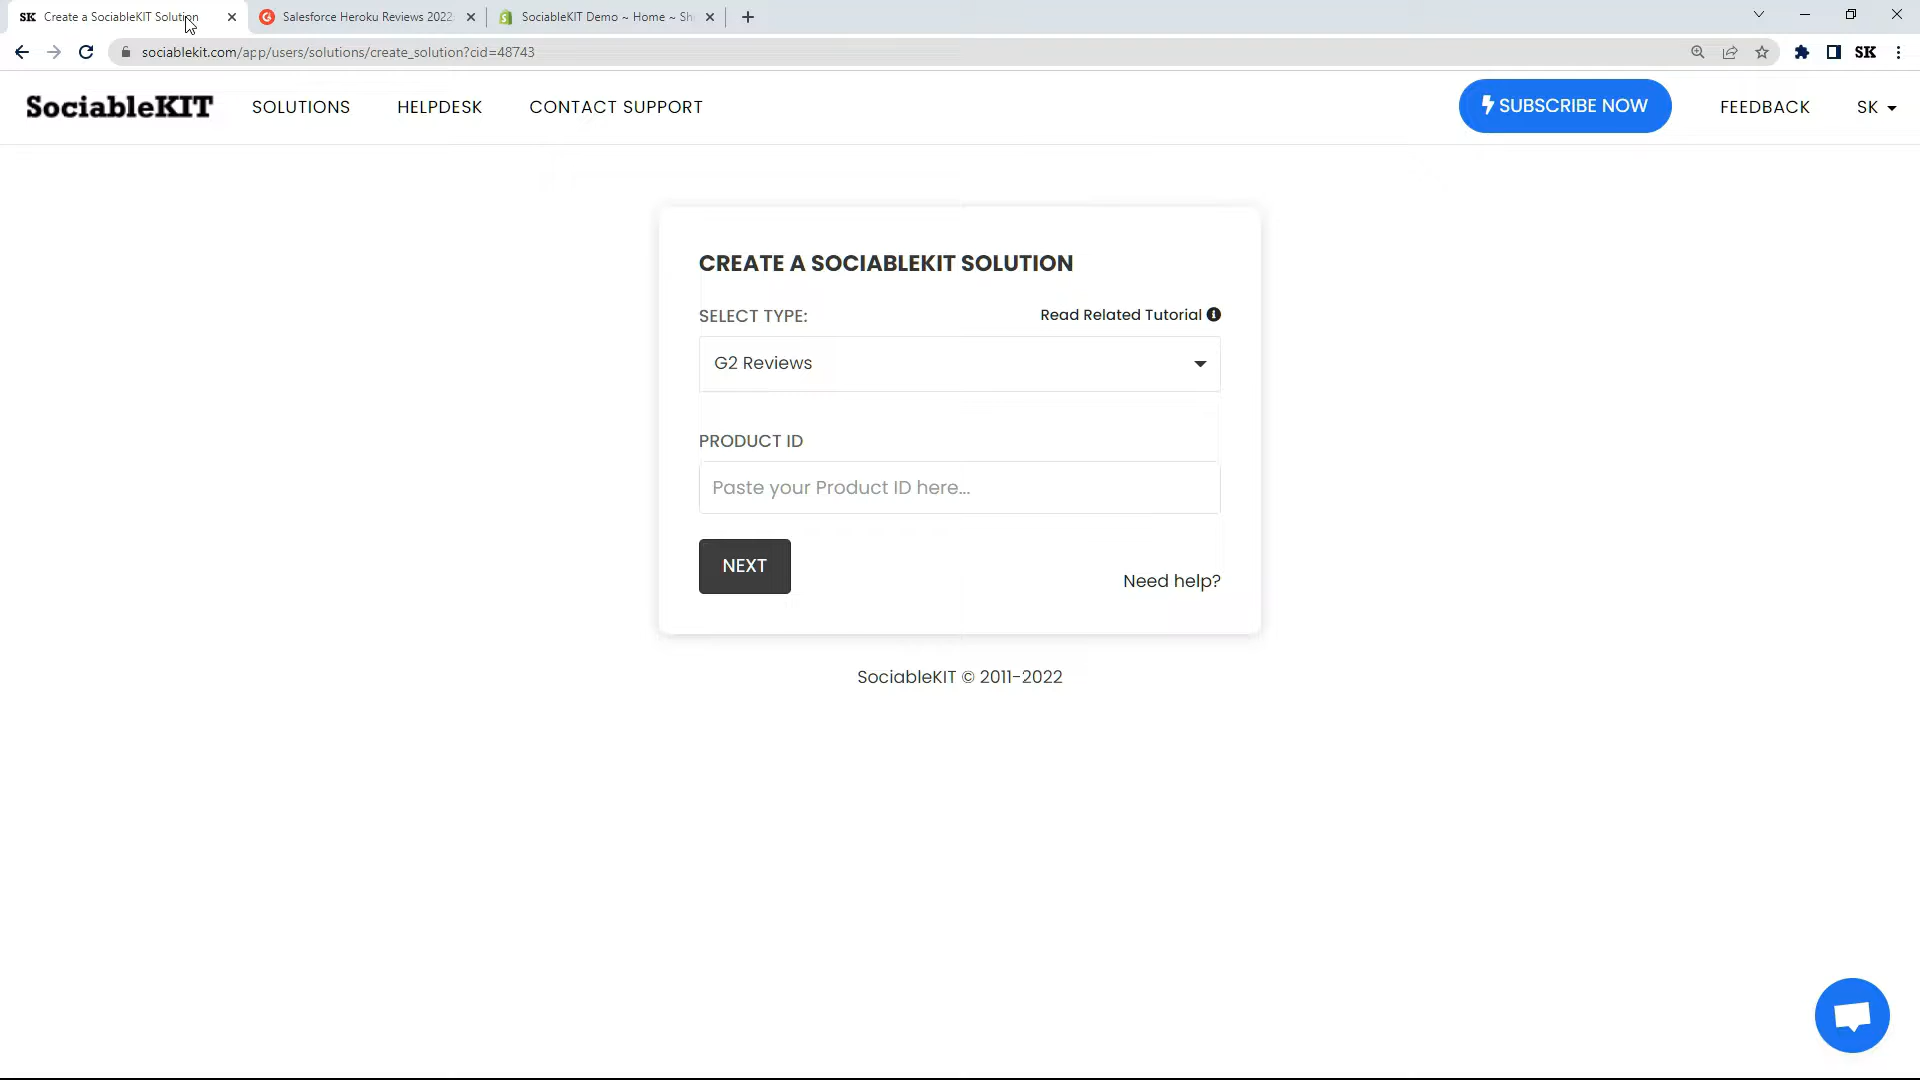 SK Create a SociableKIT Solution
Salesforce Heroku Reviews 2022
SociableKIT Demo ~ Home ~ Sh
sociablekit.com/app/users/solutions/create_solution?cid=48743
SK
SociableKIT
SOLUTIONS
HELPDESK
CONTACT SUPPORT
SUBSCRIBE NOW
FEEDBACK
SK
CREATE A SOCIABLEKIT SOLUTION
SELECT TYPE:
Read Related Tutorial
G2 Reviews
PRODUCT ID
Paste your Product ID here...
NEXT
Need help?
SociableKIT © 2011-2022